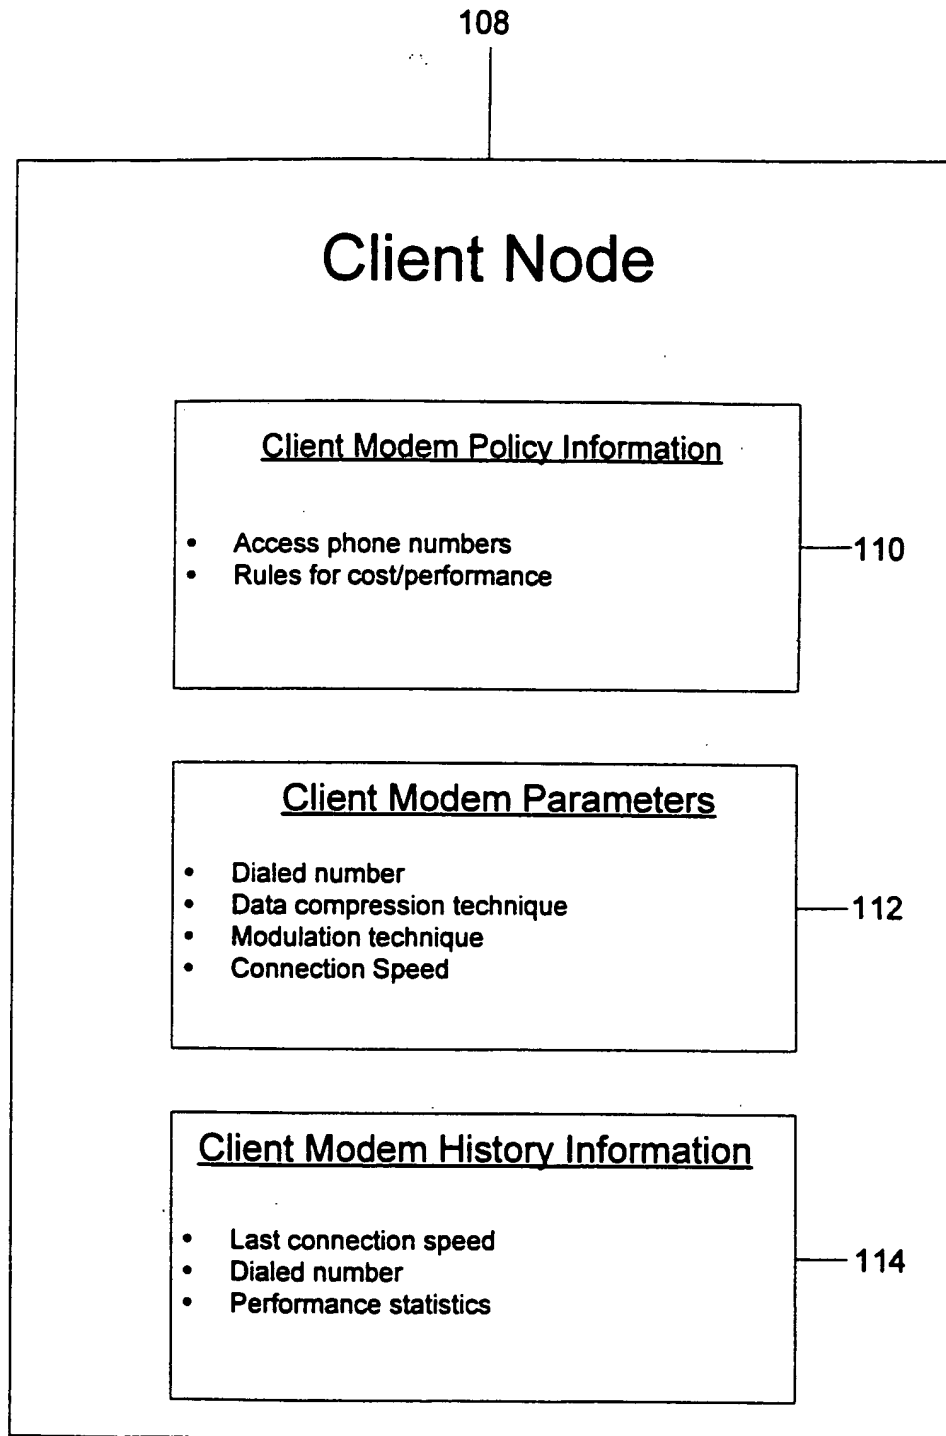 108
Client Node
Client Modem Policy Information
• Access phone numbers
• Rules for cost/performance
110
Client Modem Parameters
• Dialed number
• Data compression technique
• Modulation technique
• Connection Speed
112
Client Modem History Information
• Last connection speed
• Dialed number
• Performance statistics
114